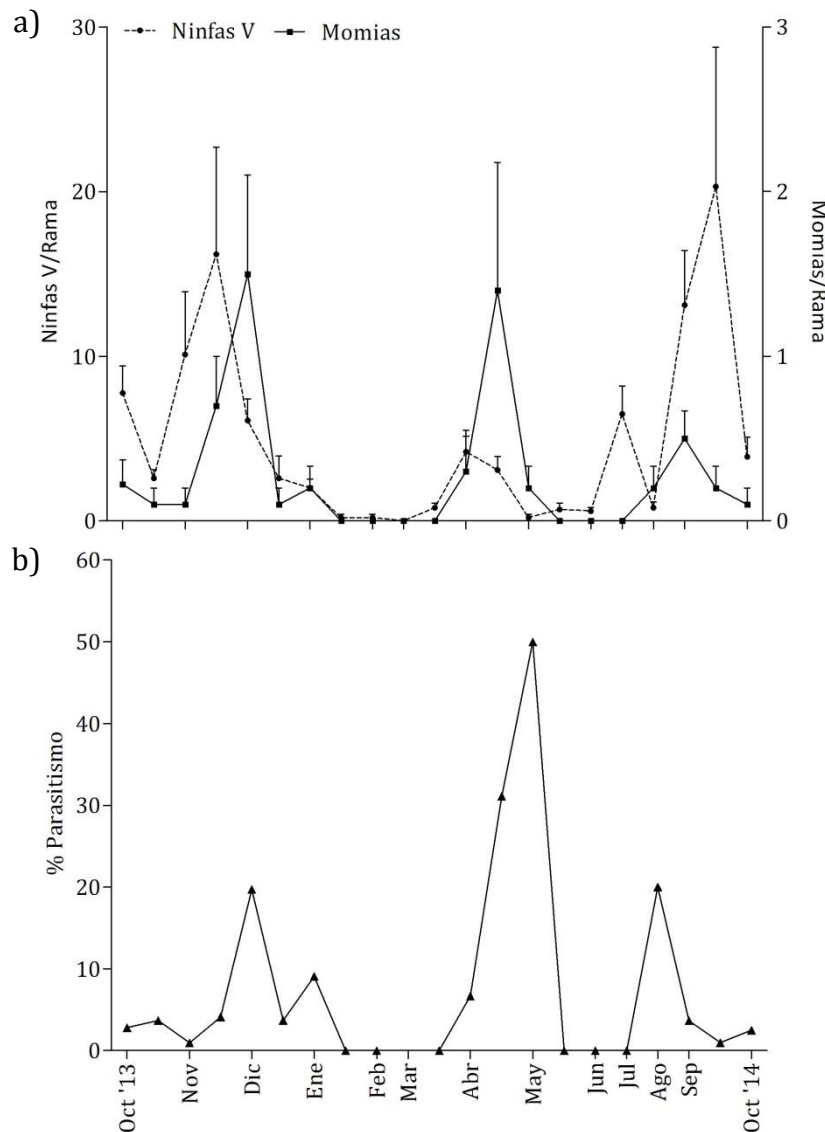 a)
Ninfas V
Momias
30
20
10
0
Ninfas V/Rama
3
2
1
0
Momias/Rama
b)
60
50
40
30
20
10
0
% Parasitismo
Oct '13
Nov
Dic
Ene
Feb
Mar
Abr
May
Jun
Jul
Ago
Sep
Oct '14